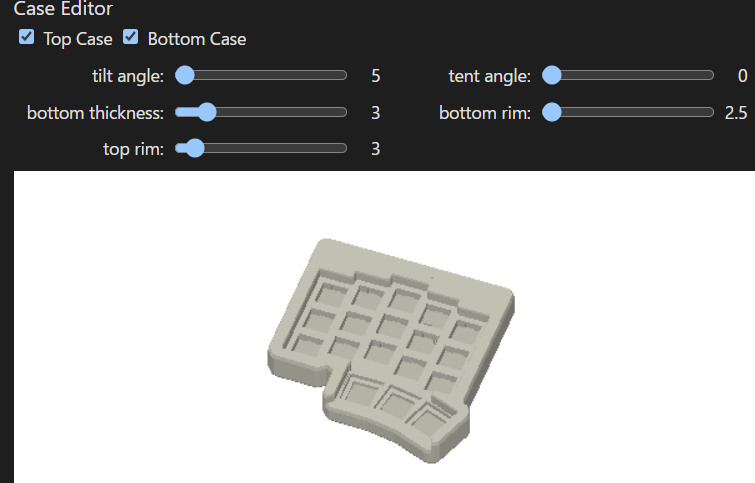 Case Editor
Top Case Bottom Case
tilt angle: 5 tent angle: 0
bottom thickness: 3 bottom rim: 2.5
top rim: 3